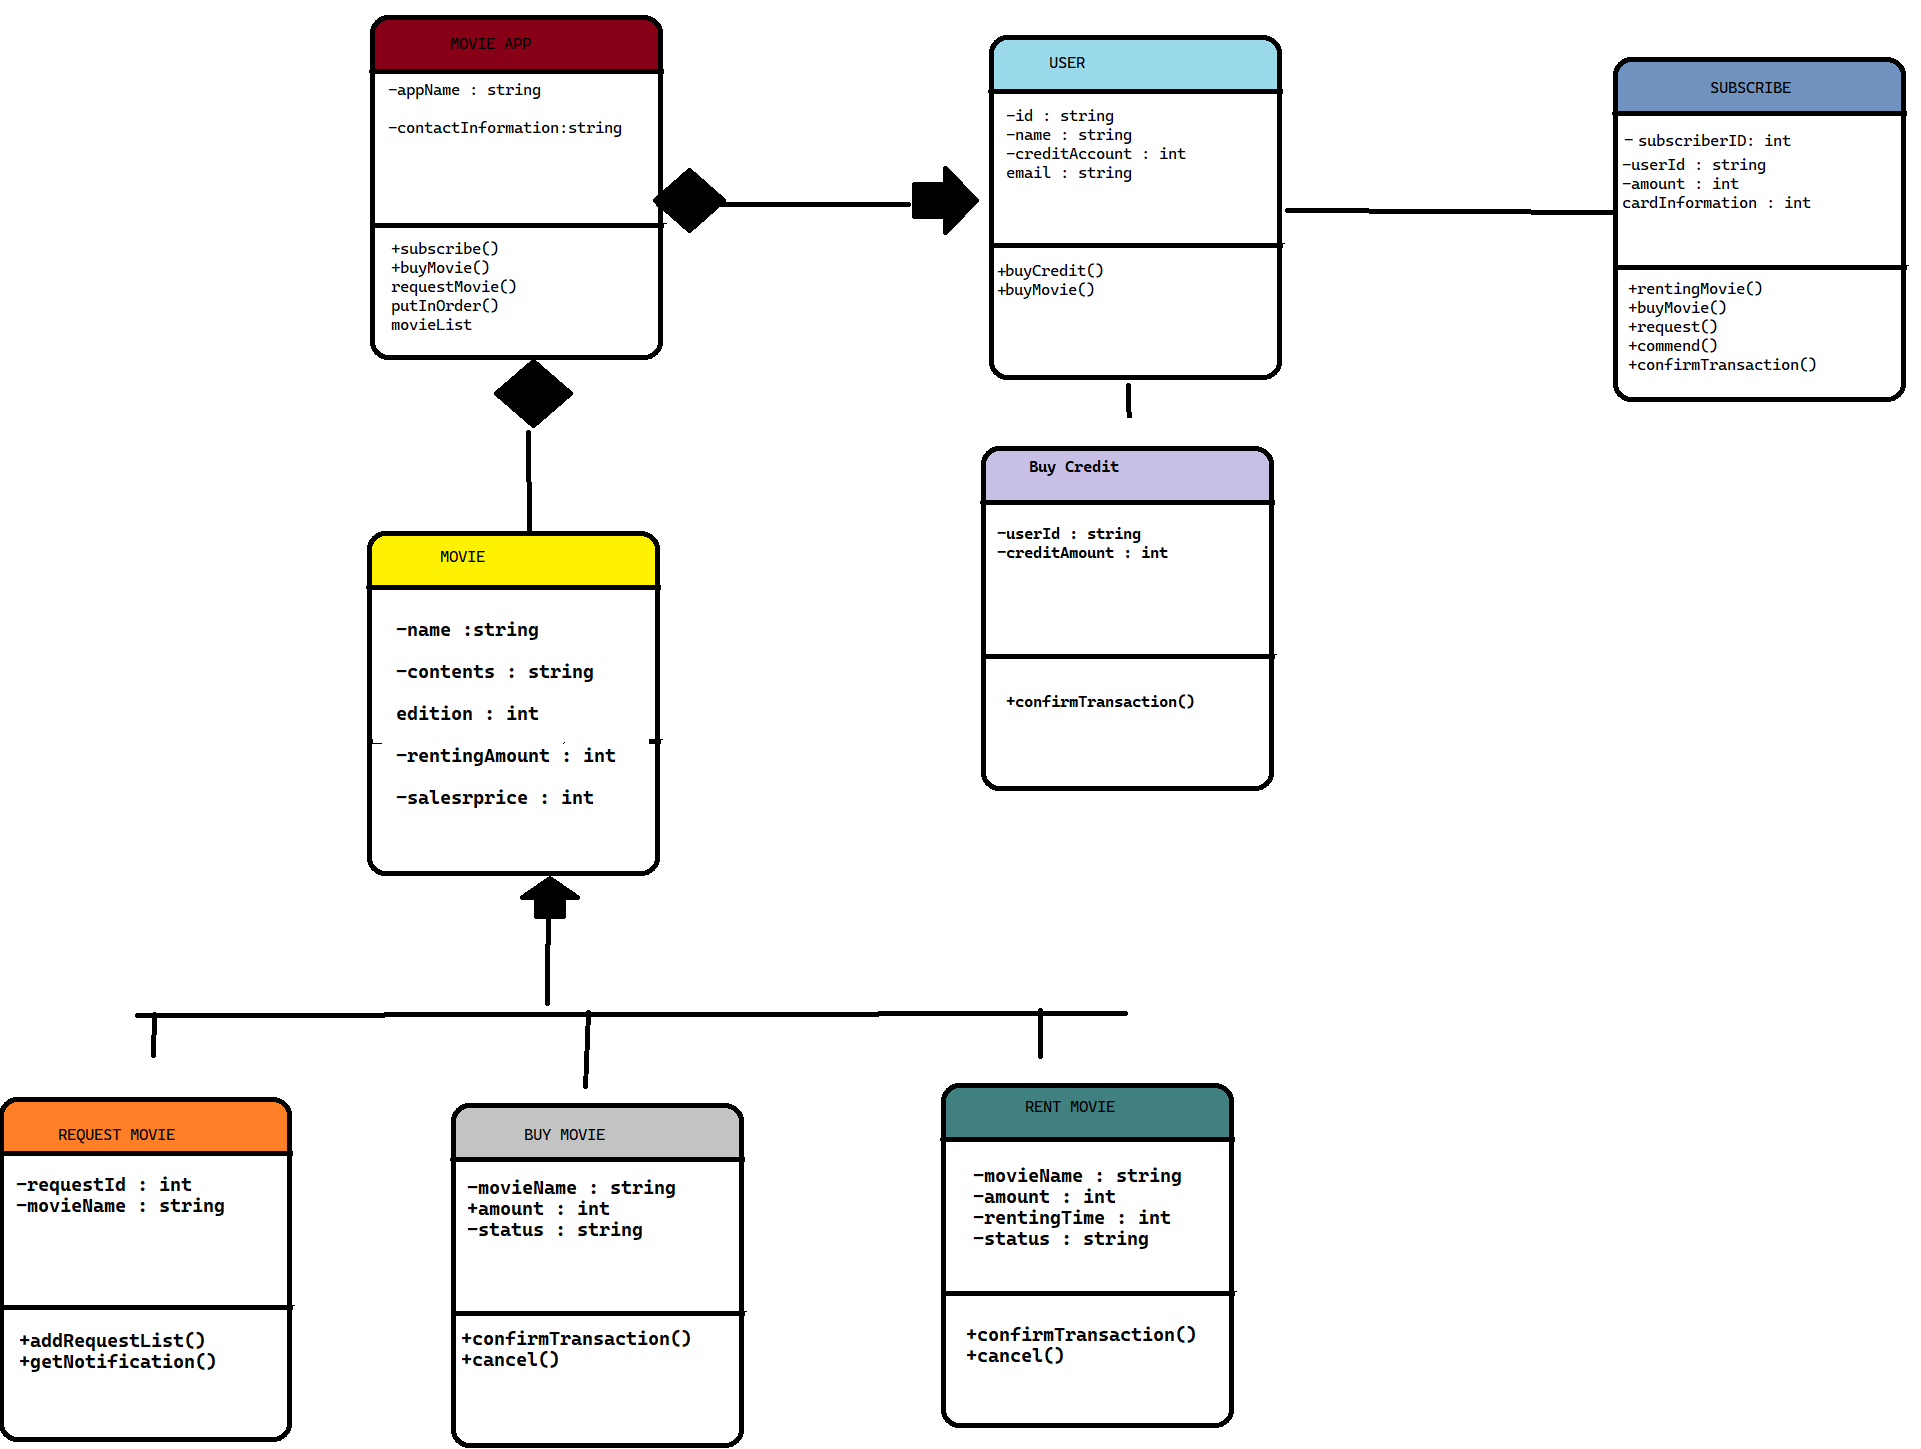 MOVIE APP
-appName : string
-contactInformation:string
+subscribe()
+buyMovie()
requestMovie()
putInOrder()
movieList
USER
-id : string
-name : string
-creditAccount : int
email : string
+buyCredit()
+buyMovie()
SUBSCRIBE
- subscriberID: int
-userId : string
-amount : int
cardInformation : int
+rentingMovie()
+buyMovie()
+request()
+commend()
+confirmTransaction()
Buy Credit
-userId : string
-creditAmount : int
+confirmTransaction()
MOVIE
-name :string
-contents : string
edition : int
-rentingAmount : int
-salesrprice : int
REQUEST MOVIE
-requestId : int
-movieName : string
+addRequestList()
+getNotification()
BUY MOVIE
-movieName : string
+amount : int
-status : string
+confirmTransaction()
+cancel()
RENT MOVIE
-movieName : string
-amount : int
-rentingTime : int
-status : string
+confirmTransaction()
+cancel()